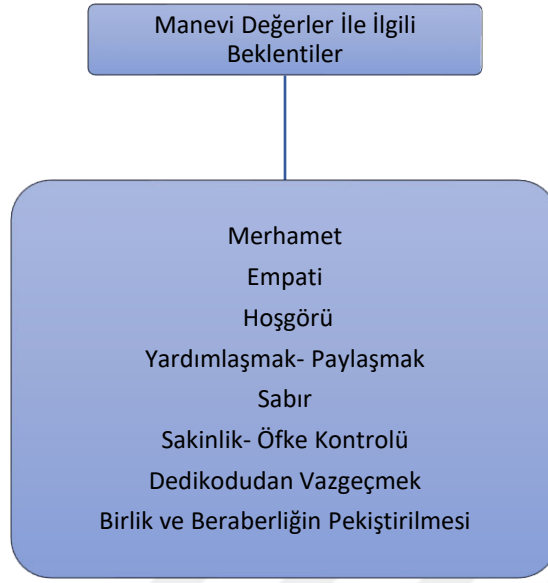 Manevi Değerler İle İlgili
Beklentiler
Merhamet
Empati
Hoşgörü
Yardımlaşmak- Paylaşmak
Sabır
Sakinlik- Öfke Kontrolü
Dedikodudan Vazgeçmek
Birlik ve Beraberliğin Pekiştirilmesi